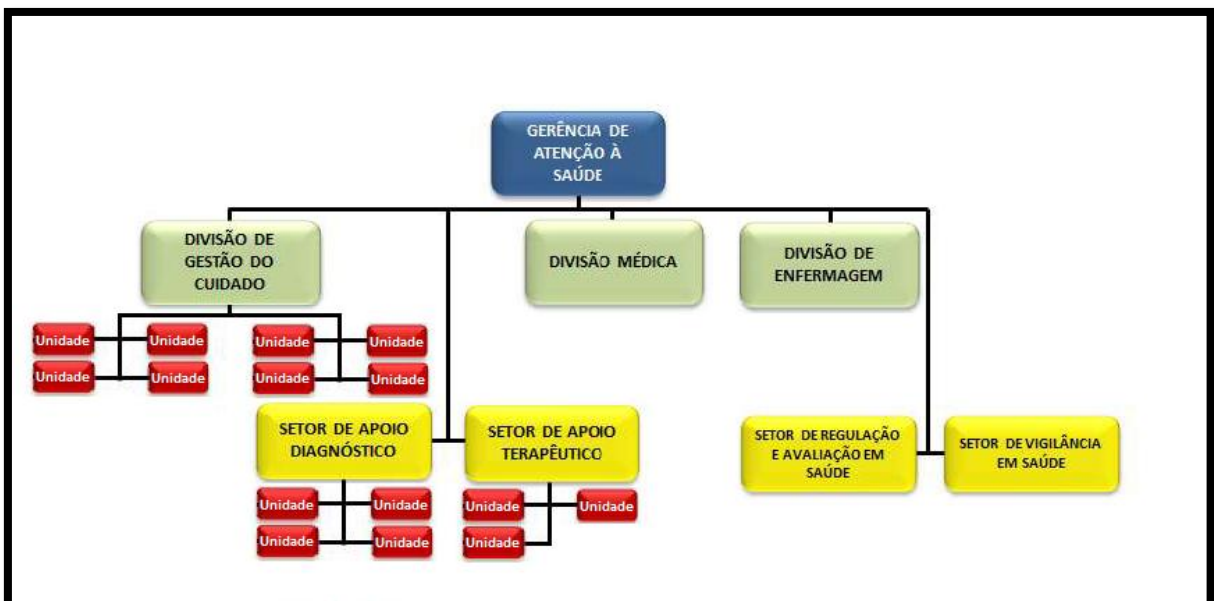 GERÊNCIA DE
ATENÇÃO À
SAÚDE
DIVISÃO DE
GESTÃO DO
CUIDADO
DIVISÃO MÉDICA
DIVISÃO DE
ENFERMAGEM
Unidade
Unidade
Unidade
Unidade
Unidade
Unidade
Unidade
Unidade
SETOR DE APOIO
DIAGNÓSTICO
SETOR DE APOIO
TERAPÊUTICO
SETOR DE REGULAÇÃO
E AVALIAÇÃO EM
SAÚDE
SETOR DE VIGILÂNCIA
EM SAÚDE
Unidade
Unidade
Unidade
Unidade
Unidade
Unidade
Unidade